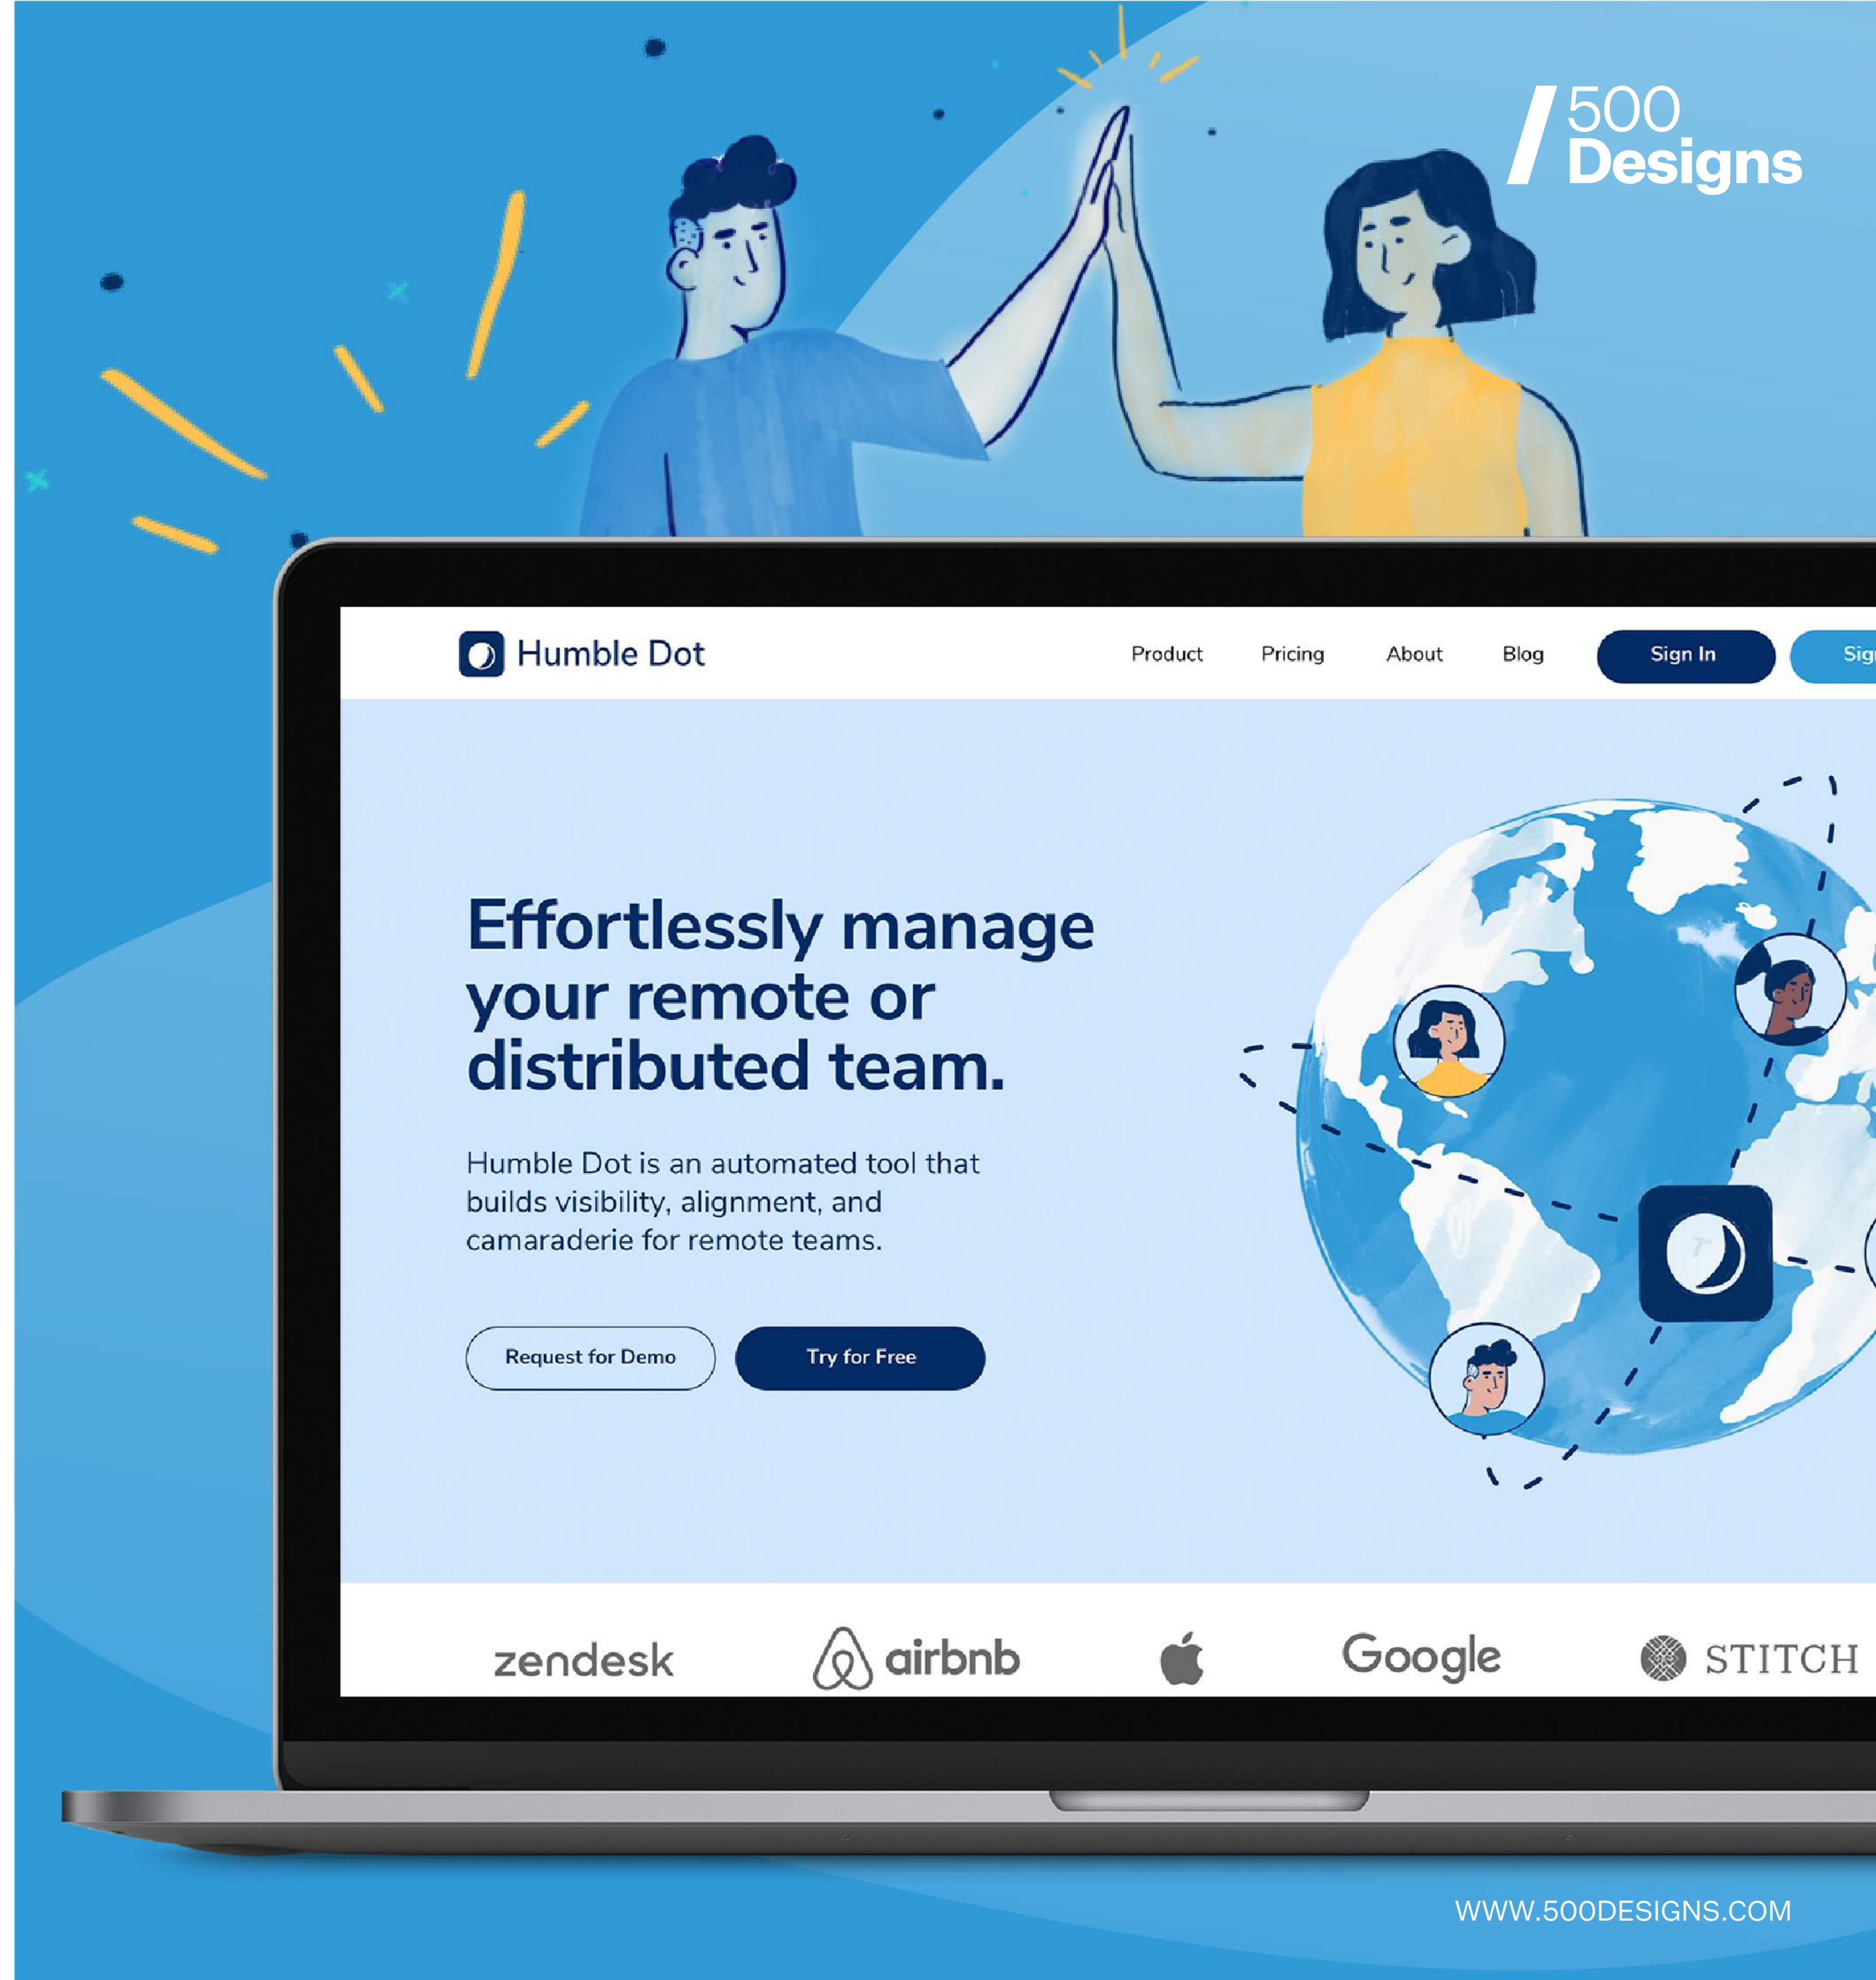 500
Designs
Humble Dot
Product Pricing About Blog Sign In
Effortlessly manage
your remote or
distributed team.
Humble Dot is an automated tool that
builds visibility, alignment, and
camaraderie for remote teams.
Request for Demo Try for Free
zendesk airbnb Google STITCH
WWW.500DESIGNS.COM